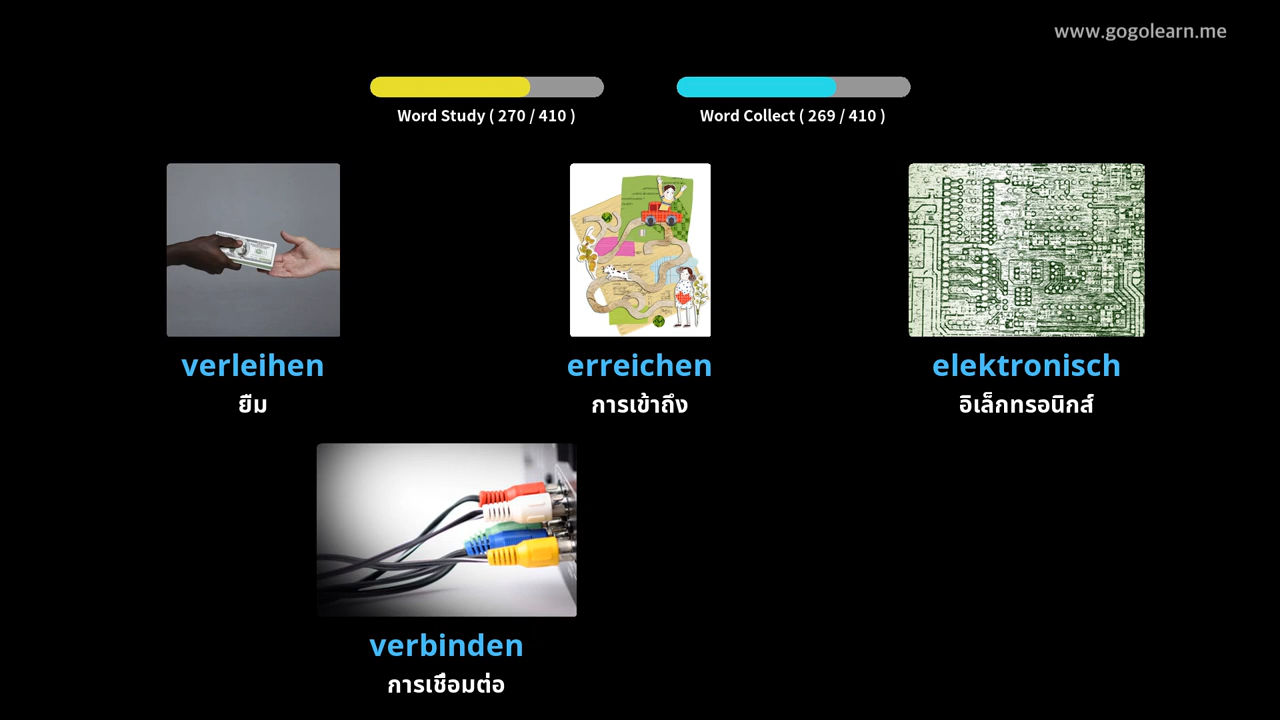 www.gogolearn.me
Word Study ( 270 / 410 )
Word Collect ( 269 / 410 )
verleihen
ยืม
erreichen
การเข้าถึง
elektronisch
อิเล็กทรอนิกส์
verbinden
การเชื่อมต่อ